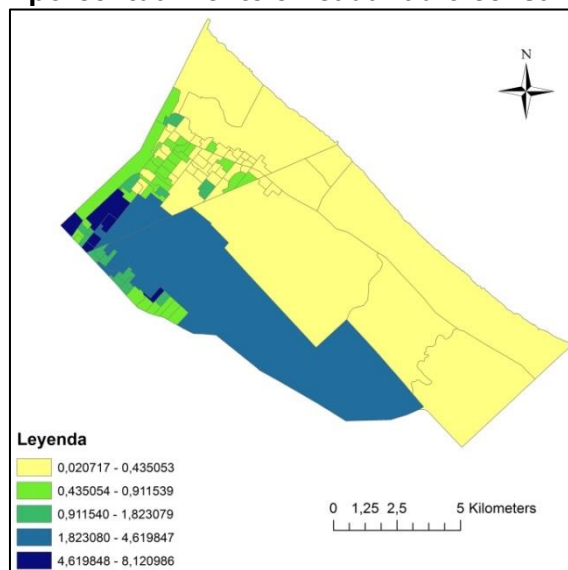 N
Leyenda
0,020717 - 0,435053
0,435054 - 0,911539
0,911540 - 1,823079
1,823080 - 4,619847
4,619848 - 8,120986
0 1,25 2,5 5 Kilometers